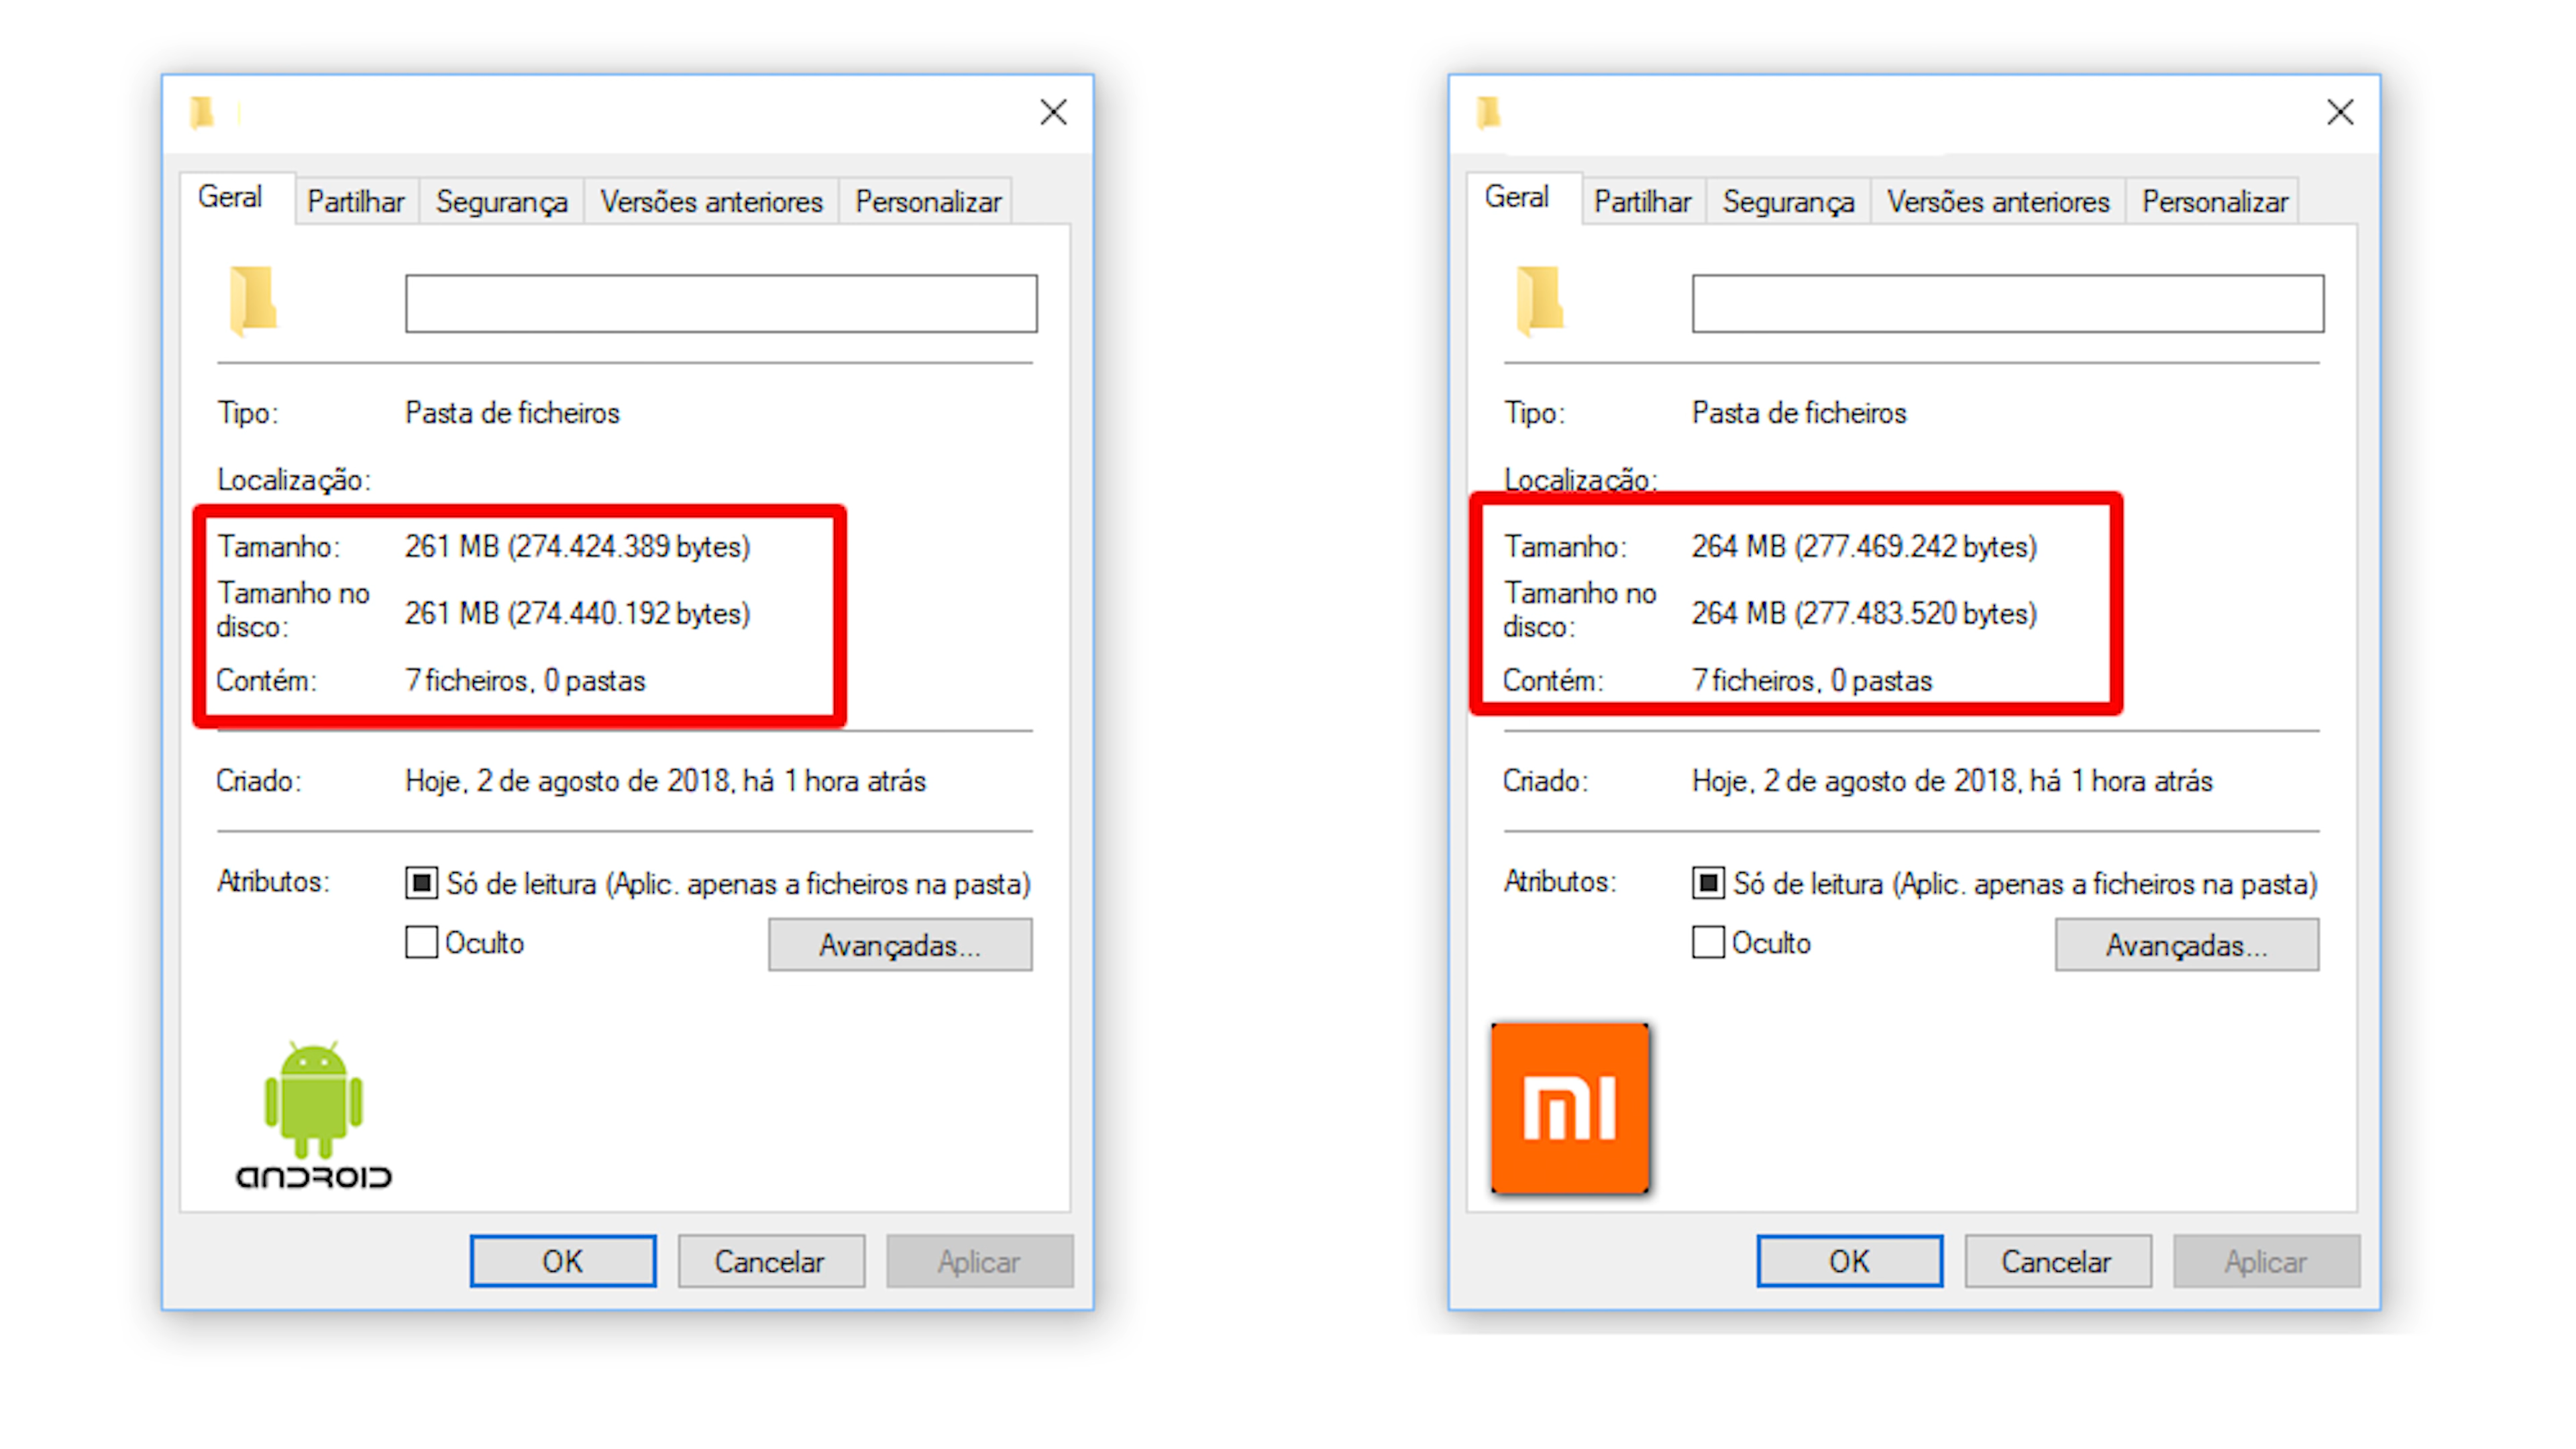 Geral Partilhar Segurança Versões anteriores Personalizar
Tipo: Pasta de ficheiros
Localização:
Tamanho: 261 MB (274.424.389 bytes)
Tamanho no
disco: 261 MB (274.440.192 bytes)
Contém: 7 ficheiros, 0 pastas
Criado: Hoje, 2 de agosto de 2018, há 1 hora atrás
Atributos: Só de leitura (Aplic. apenas a ficheiros na pasta)
Oculto Avançadas...
ANDROID
OK Cancelar Aplicar
Geral Partilhar Segurança Versões anteriores Personalizar
Tipo: Pasta de ficheiros
Localização:
Tamanho: 264 MB (277.469.242 bytes)
Tamanho no
disco: 264 MB (277.483.520 bytes)
Contém: 7 ficheiros, 0 pastas
Criado: Hoje, 2 de agosto de 2018, há 1 hora atrás
Atributos: Só de leitura (Aplic. apenas a ficheiros na pasta)
Oculto Avançadas...
MI
OK Cancelar Aplicar